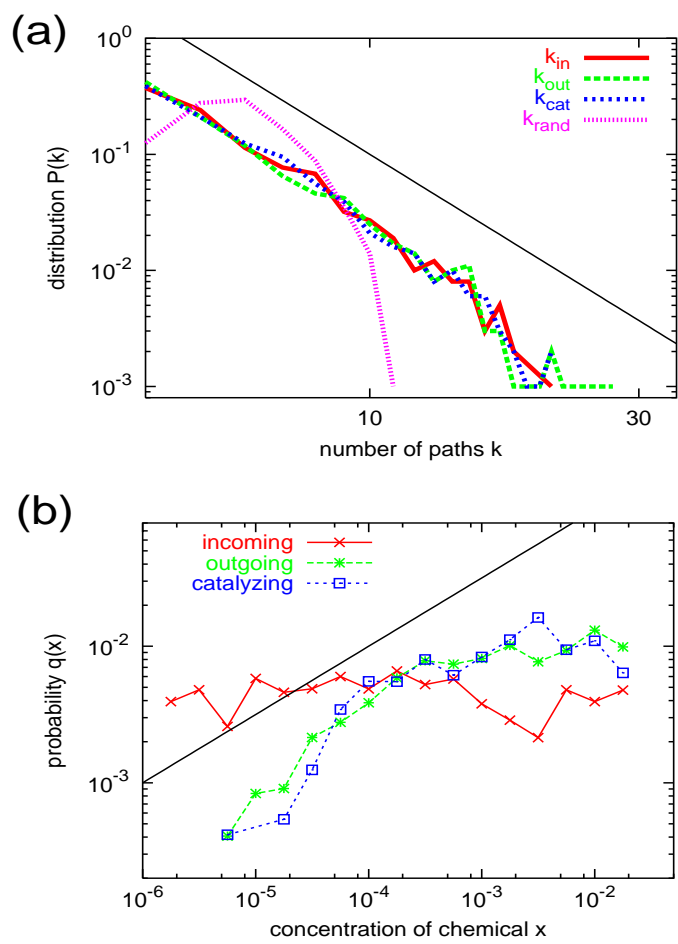 (a)
10^0
10^-1
10^-2
10^-3
distribution P(k)
k_in
k_out
k_cat
k_rand
10
30
number of paths k
(b)
incoming
outgoing
catalyzing
10^-2
10^-3
probability q(x)
10^-6
10^-5
10^-4
10^-3
10^-2
concentration of chemical x